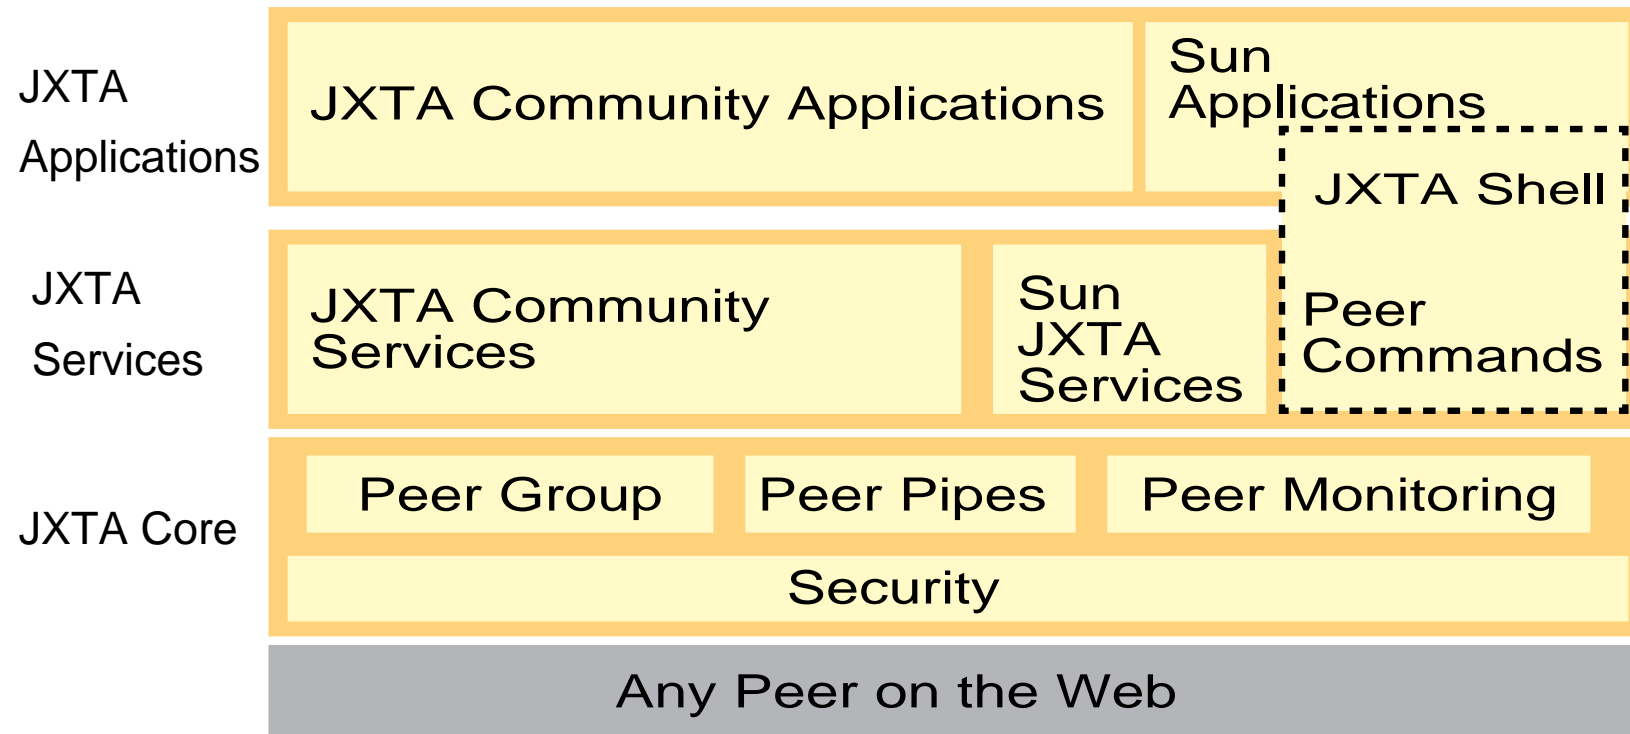 JXTA
Applications
JXTA Community Applications
Sun
Applications
JXTA Shell
JXTA
Services
JXTA Community
Services
Sun
JXTA
Services
Peer
Commands
JXTA Core
Peer Group
Peer Pipes
Peer Monitoring
Security
Any Peer on the Web